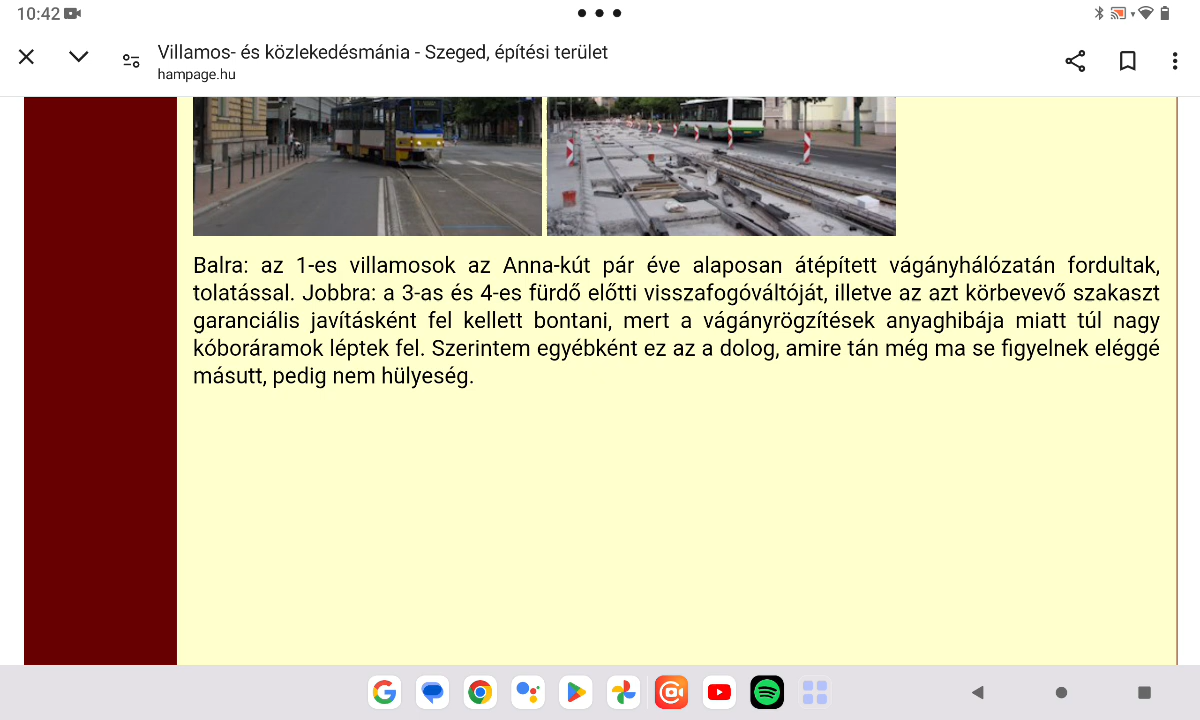 10:42
Villamos- és közlekedésmánia - Szeged, építési terület
hampage.hu
Balra: az 1-es villamosok az Anna-kút pár éve alaposan átépített vágányhálózatán fordultak,
tolatással. Jobbra: a 3-as és 4-es fürdő előtti visszafogóváltóját, illetve az azt körbevevő szakaszt
garanciális javításként fel kellett bontani, mert a vágányrögzítések anyaghibája miatt túl nagy
kóboráramok léptek fel. Szerintem egyébként ez az a dolog, amire tán még ma se figyelnek eléggé
másutt, pedig nem hülyeség.